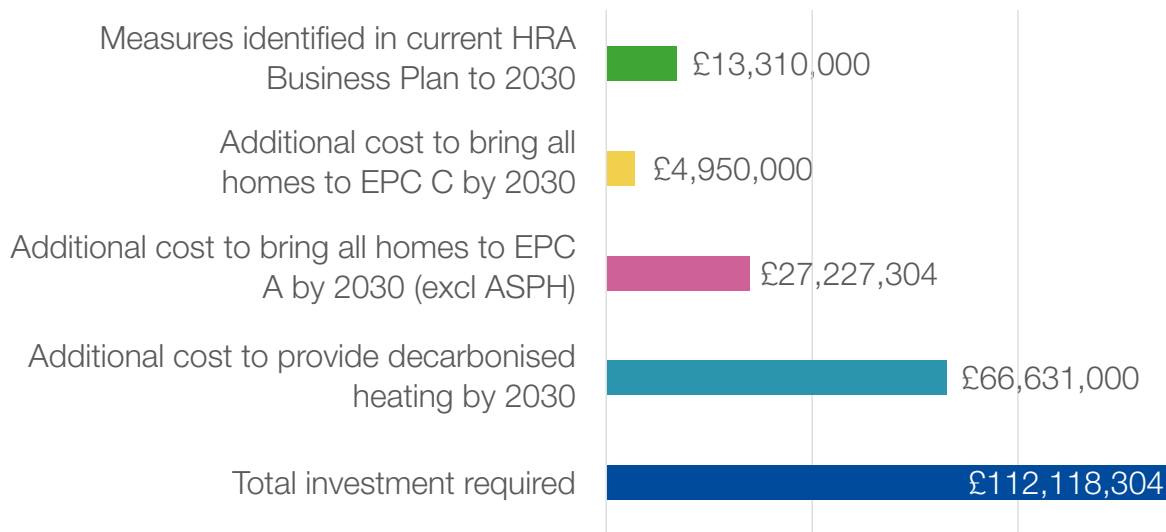 Measures identified in current HRA
Business Plan to 2030
£13,310,000
Additional cost to bring all
homes to EPC C by 2030
£4,950,000
Additional cost to bring all homes to EPC
A by 2030 (excl ASPH)
£27,227,304
Additional cost to provide decarbonised
heating by 2030
£66,631,000
Total investment required
£112,118,304